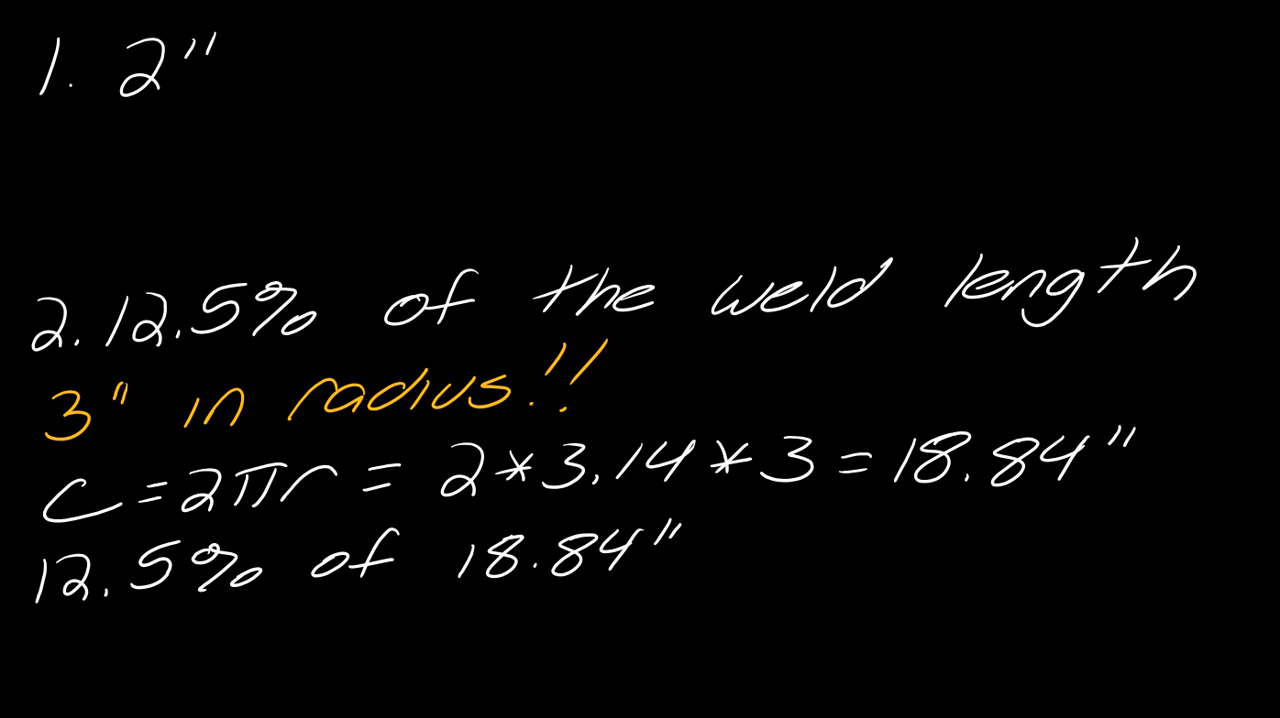 1. 2"
2. 12.5% of the weld length
3" in radius!!
C = 2πr = 2*3.14*3 = 18.84"
12.5% of 18.84"